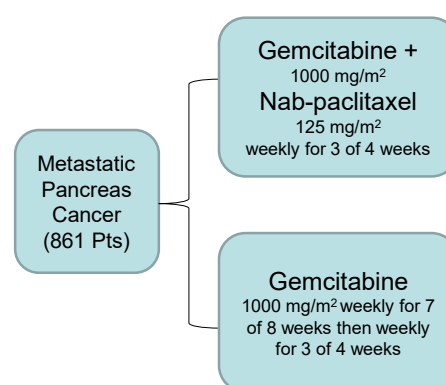 Gemcitabine +
1000 mg/m²
Nab-paclitaxel
125 mg/m²
weekly for 3 of 4 weeks
Metastatic
Pancreas
Cancer
(861 Pts)
Gemcitabine
1000 mg/m² weekly for 7
of 8 weeks then weekly
for 3 of 4 weeks